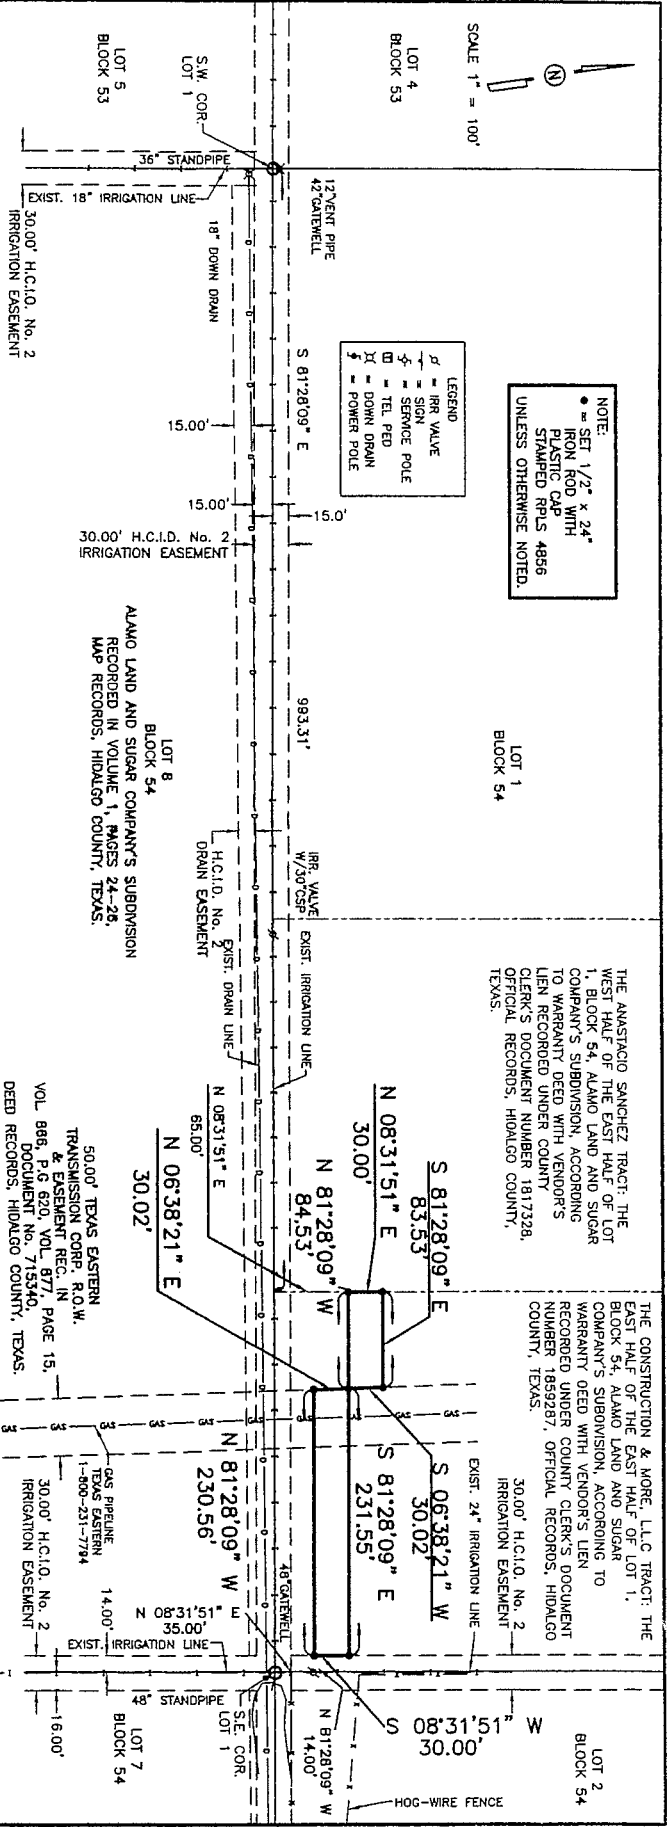 SCALE 1" = 100'
N
LOT 4
BLOCK 53
LOT 5
BLOCK 53
S.W. COR.
LOT 1
36" STANDPIPE
EXIST. 18" IRRIGATION LINE
30.00' H.C.I.D. No. 2
IRRIGATION EASEMENT
12"VENT PIPE
42"GATEWELL
18" DOWN DRAIN
S 81°28'09" E
993.31'
15.00'
15.00'
15.0'
30.00' H.C.I.D. No. 2
IRRIGATION EASEMENT
LEGEND
= IRR VALVE
= SIGN
= SERVICE POLE
= TEL PED
= DOWN DRAIN
= POWER POLE
NOTE:
● = SET 1/2" x 24"
IRON ROD WITH
PLASTIC CAP
STAMPED RPLS 4856
UNLESS OTHERWISE NOTED.
LOT 1
BLOCK 54
LOT 8
BLOCK 54
ALAMO LAND AND SUGAR COMPANY'S SUBDIVISION
RECORDED IN VOLUME 1, PAGES 24-26,
MAP RECORDS, HIDALGO COUNTY, TEXAS.
IRR. VALVE
W/30"CSP
H.C.I.D. No. 2
DRAIN EASEMENT
EXIST. IRRIGATION LINE
EXIST. DRAIN LINE
THE ANASTACIO SANCHEZ TRACT: THE
WEST HALF OF THE EAST HALF OF LOT
1, BLOCK 54, ALAMO LAND AND SUGAR
COMPANY'S SUBDIVISION, ACCORDING
TO WARRANTY DEED WITH VENDOR'S
LIEN RECORDED UNDER COUNTY
CLERK'S DOCUMENT NUMBER 1817328,
OFFICIAL RECORDS, HIDALGO COUNTY,
TEXAS.
THE CONSTRUCTION & MORE, L.L.C TRACT: THE
EAST HALF OF THE EAST HALF OF LOT 1,
BLOCK 54, ALAMO LAND AND SUGAR
COMPANY'S SUBDIVISION, ACCORDING TO
WARRANTY DEED WITH VENDOR'S LIEN
RECORDED UNDER COUNTY CLERK'S DOCUMENT
NUMBER 1859287, OFFICIAL RECORDS, HIDALGO
COUNTY, TEXAS.
S 81°28'09" E
83.53'
N 08°31'51" E
30.00'
N 81°28'09" W
84.53'
N 08°31'51" E
65.00'
N 06°38'21" E
30.02'
S 06°38'21" W
30.02'
S 81°28'09" E
231.55'
N 81°28'09" W
230.56'
S 08°31'51" W
30.00'
EXIST. 24" IRRIGATION LINE
30.00' H.C.I.D. No. 2
IRRIGATION EASEMENT
48"GATEWELL
N 08°31'51" E
35.00'
N 81°28'09" W
14.00'
HOG-WIRE FENCE
LOT 2
BLOCK 54
50.00' TEXAS EASTERN
TRANSMISSION CORP. R.O.W.
& EASEMENT REC. IN
VOL 866, P.G 620, VOL. 877, PAGE 15,
DOCUMENT No. 715340,
DEED RECORDS, HIDALGO COUNTY, TEXAS.
GAS
GAS
GAS
GAS
GAS
GAS
GAS PIPELINE
TEXAS EASTERN
1-800-231-7794
30.00' H.C.I.D. No. 2
IRRIGATION EASEMENT
14.00'
EXIST. IRRIGATION LINE
48" STANDPIPE
S.E. COR.
LOT 1
16.00'
LOT 7
BLOCK 54